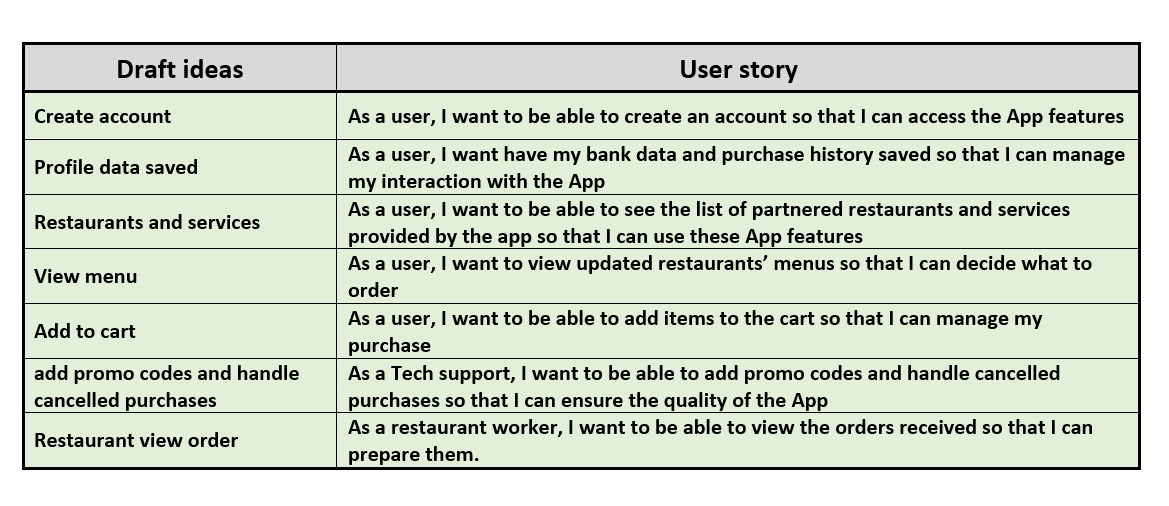 Draft ideas
User story
Create account
As a user, I want to be able to create an account so that I can access the App features
Profile data saved
As a user, I want have my bank data and purchase history saved so that I can manage
my interaction with the App
Restaurants and services
As a user, I want to be able to see the list of partnered restaurants and services
provided by the app so that I can use these App features
View menu
As a user, I want to view updated restaurants’ menus so that I can decide what to
order
Add to cart
As a user, I want to be able to add items to the cart so that I can manage my
purchase
add promo codes and handle
cancelled purchases
As a Tech support, I want to be able to add promo codes and handle cancelled
purchases so that I can ensure the quality of the App
Restaurant view order
As a restaurant worker, I want to be able to view the orders received so that I can
prepare them.